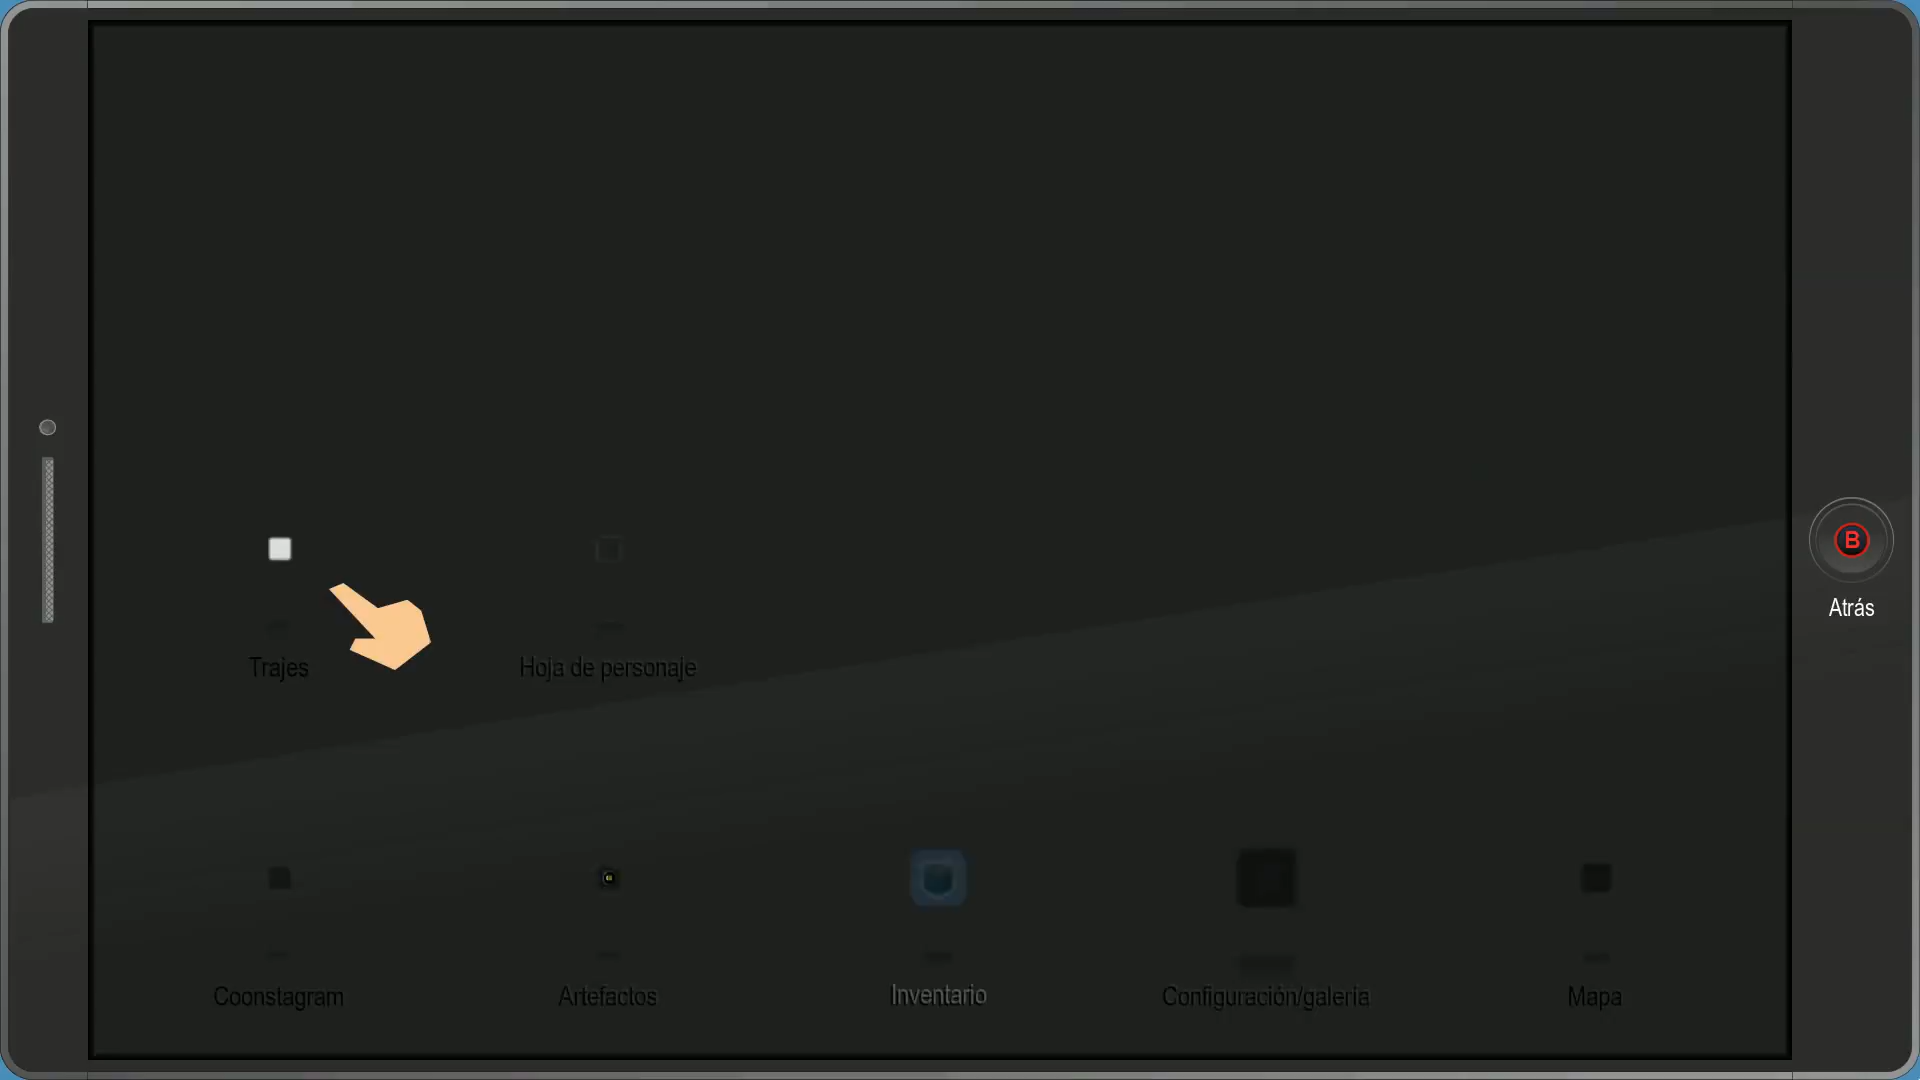 B
Atrás
Trajes
Hoja de personaje
Coonstagram
Artefactos
Inventario
Configuración/galería
Mapa